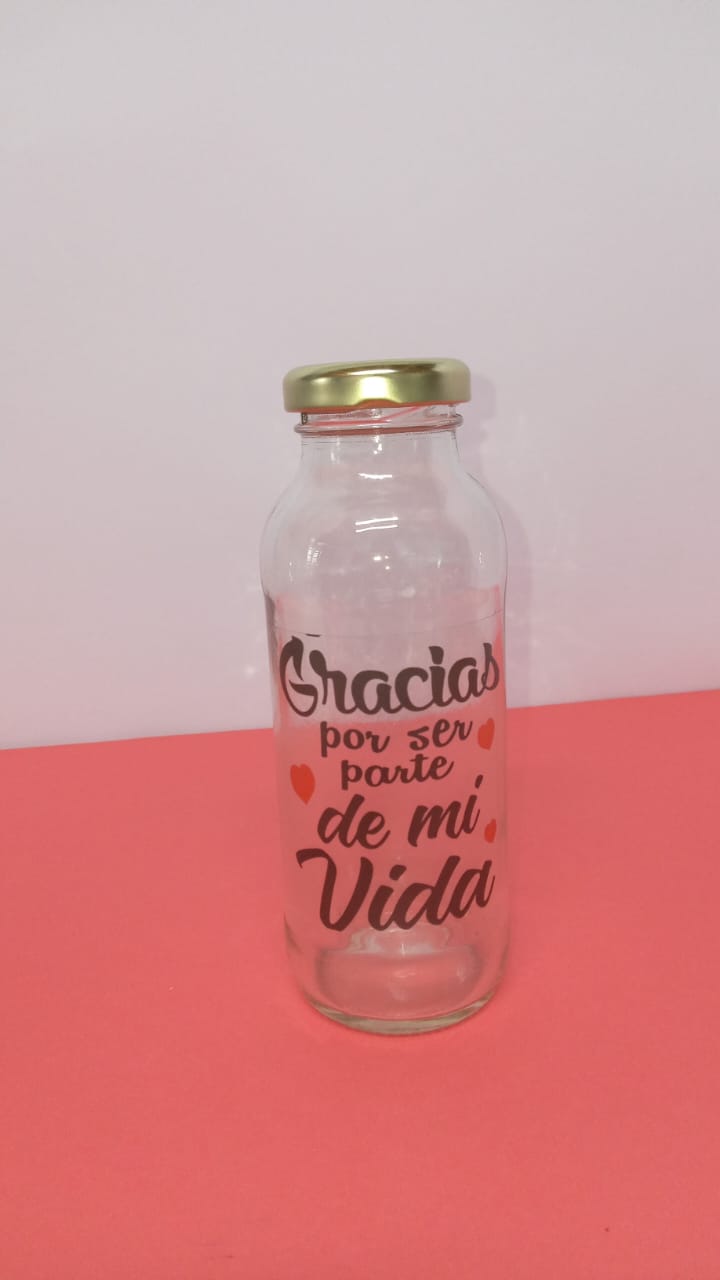 Gracias
por ser
parte
de mi
Vida